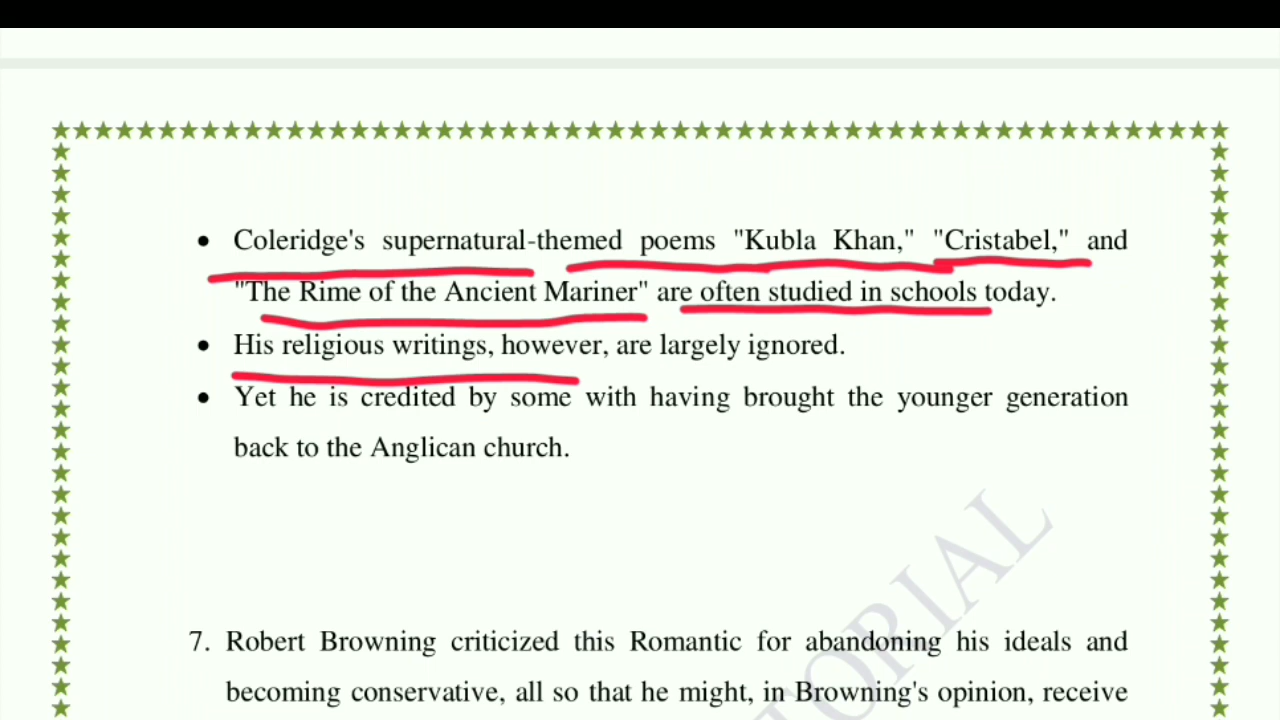 • Coleridge's supernatural-themed poems "Kubla Khan," "Cristabel," and
"The Rime of the Ancient Mariner" are often studied in schools today.
• His religious writings, however, are largely ignored.
• Yet he is credited by some with having brought the younger generation
back to the Anglican church.
7. Robert Browning criticized this Romantic for abandoning his ideals and
becoming conservative, all so that he might, in Browning's opinion, receive